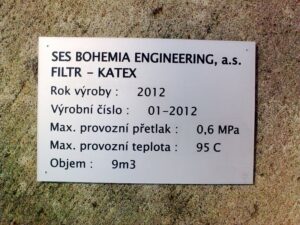 SES BOHEMIA ENGINEERING, a.s.
FILTR - KATEX
Rok výroby : 2012
Výrobní číslo : 01-2012
Max. provozní přetlak : 0,6 MPa
Max. provozní teplota : 95 C
Objem : 9m3